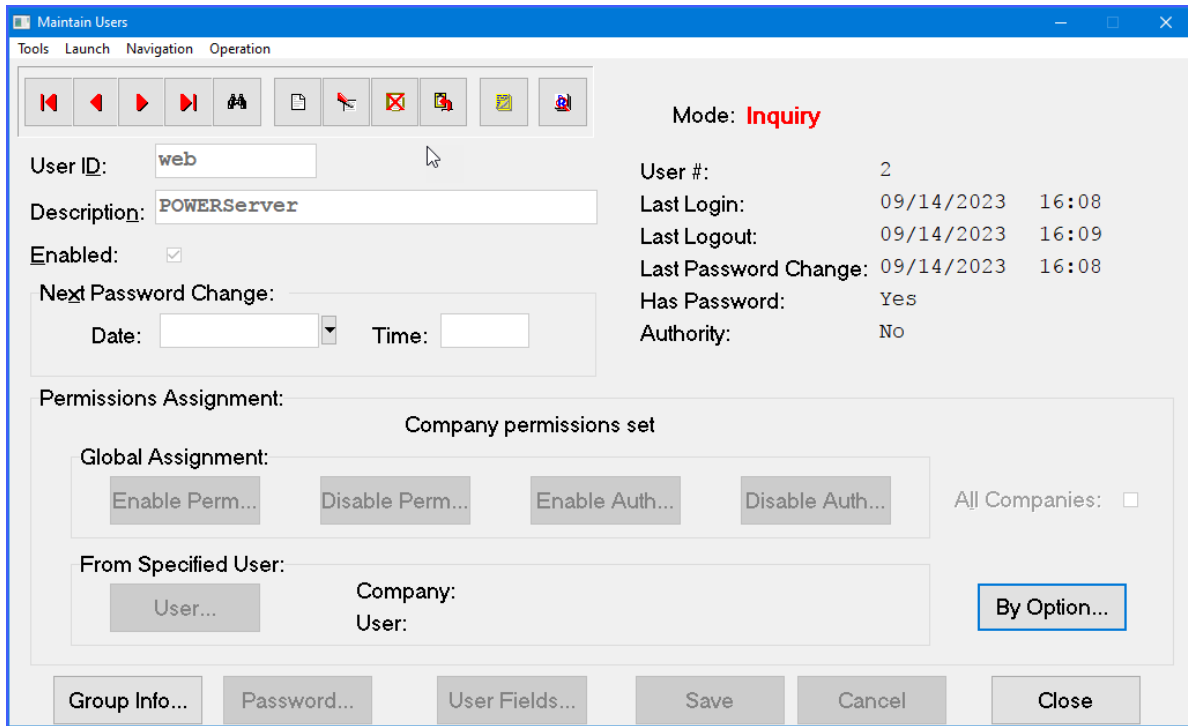 Maintain Users
Tools Launch Navigation Operation
Mode: Inquiry
User ID: web
Description: POWERServer
Enabled:
Next Password Change:
Date: Time:
User #: 2
Last Login: 09/14/2023 16:08
Last Logout: 09/14/2023 16:09
Last Password Change: 09/14/2023 16:08
Has Password: Yes
Authority: No
Permissions Assignment:
Company permissions set
Global Assignment:
Enable Perm... Disable Perm... Enable Auth... Disable Auth... All Companies:
From Specified User:
User... Company:
User:
By Option...
Group Info... Password... User Fields... Save Cancel Close